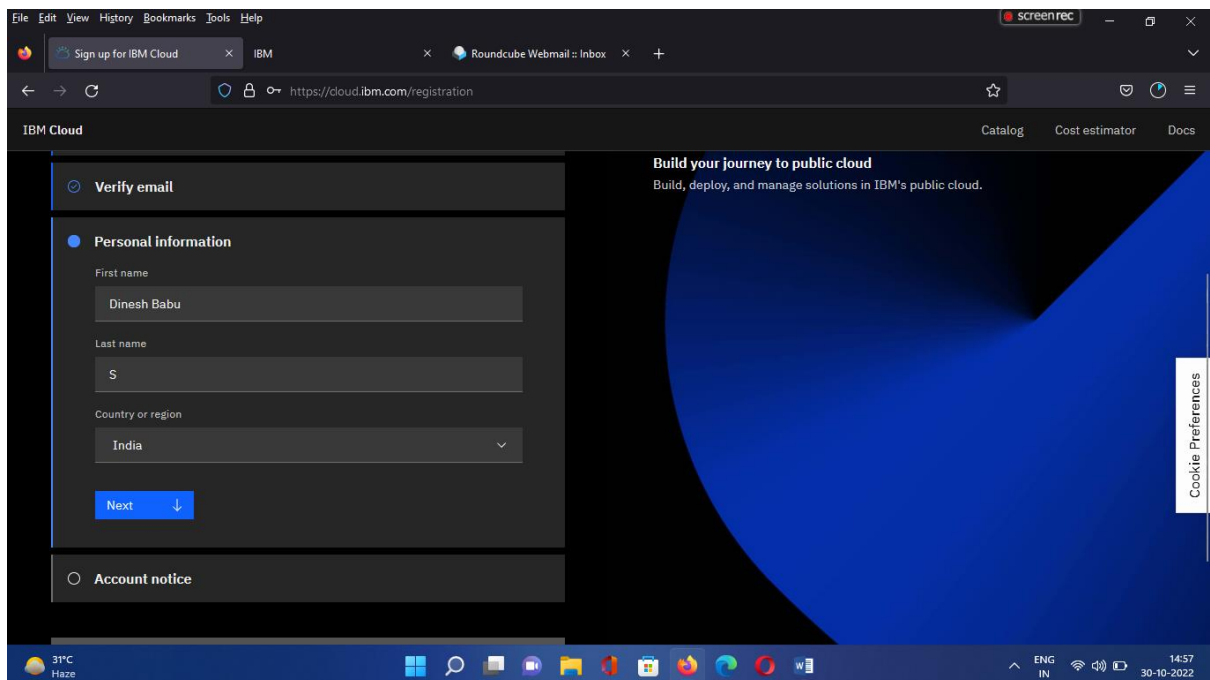 File Edit View History Bookmarks Tools Help
screenrec
Sign up for IBM Cloud
IBM
Roundcube Webmail :: Inbox
https://cloud.ibm.com/registration
IBM Cloud
Catalog Cost estimator Docs
Verify email
Personal information
First name
Dinesh Babu
Last name
S
Country or region
India
Next
Account notice
Build your journey to public cloud
Build, deploy, and manage solutions in IBM's public cloud.
Cookie Preferences
31°C
Haze
ENG
IN
14:57
30-10-2022